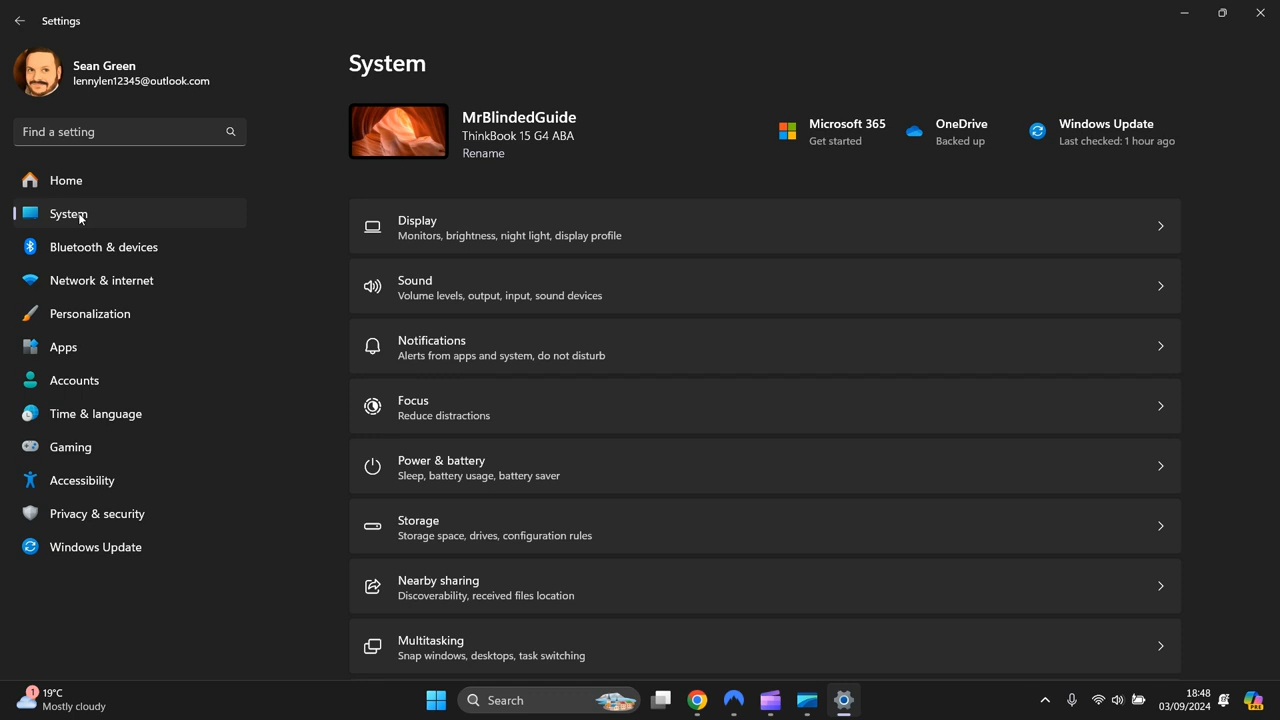 Settings
Sean Green
lennylen12345@outlook.com
Find a setting
Home
System
Bluetooth & devices
Network & internet
Personalization
Apps
Accounts
Time & language
Gaming
Accessibility
Privacy & security
Windows Update
System
MrBlindedGuide
ThinkBook 15 G4 ABA
Rename
Microsoft 365
Get started
OneDrive
Backed up
Windows Update
Last checked: 1 hour ago
Display
Monitors, brightness, night light, display profile
Sound
Volume levels, output, input, sound devices
Notifications
Alerts from apps and system, do not disturb
Focus
Reduce distractions
Power & battery
Sleep, battery usage, battery saver
Storage
Storage space, drives, configuration rules
Nearby sharing
Discoverability, received files location
Multitasking
Snap windows, desktops, task switching
1
19°C
Mostly cloudy
Search
18:48
03/09/2024
PRE